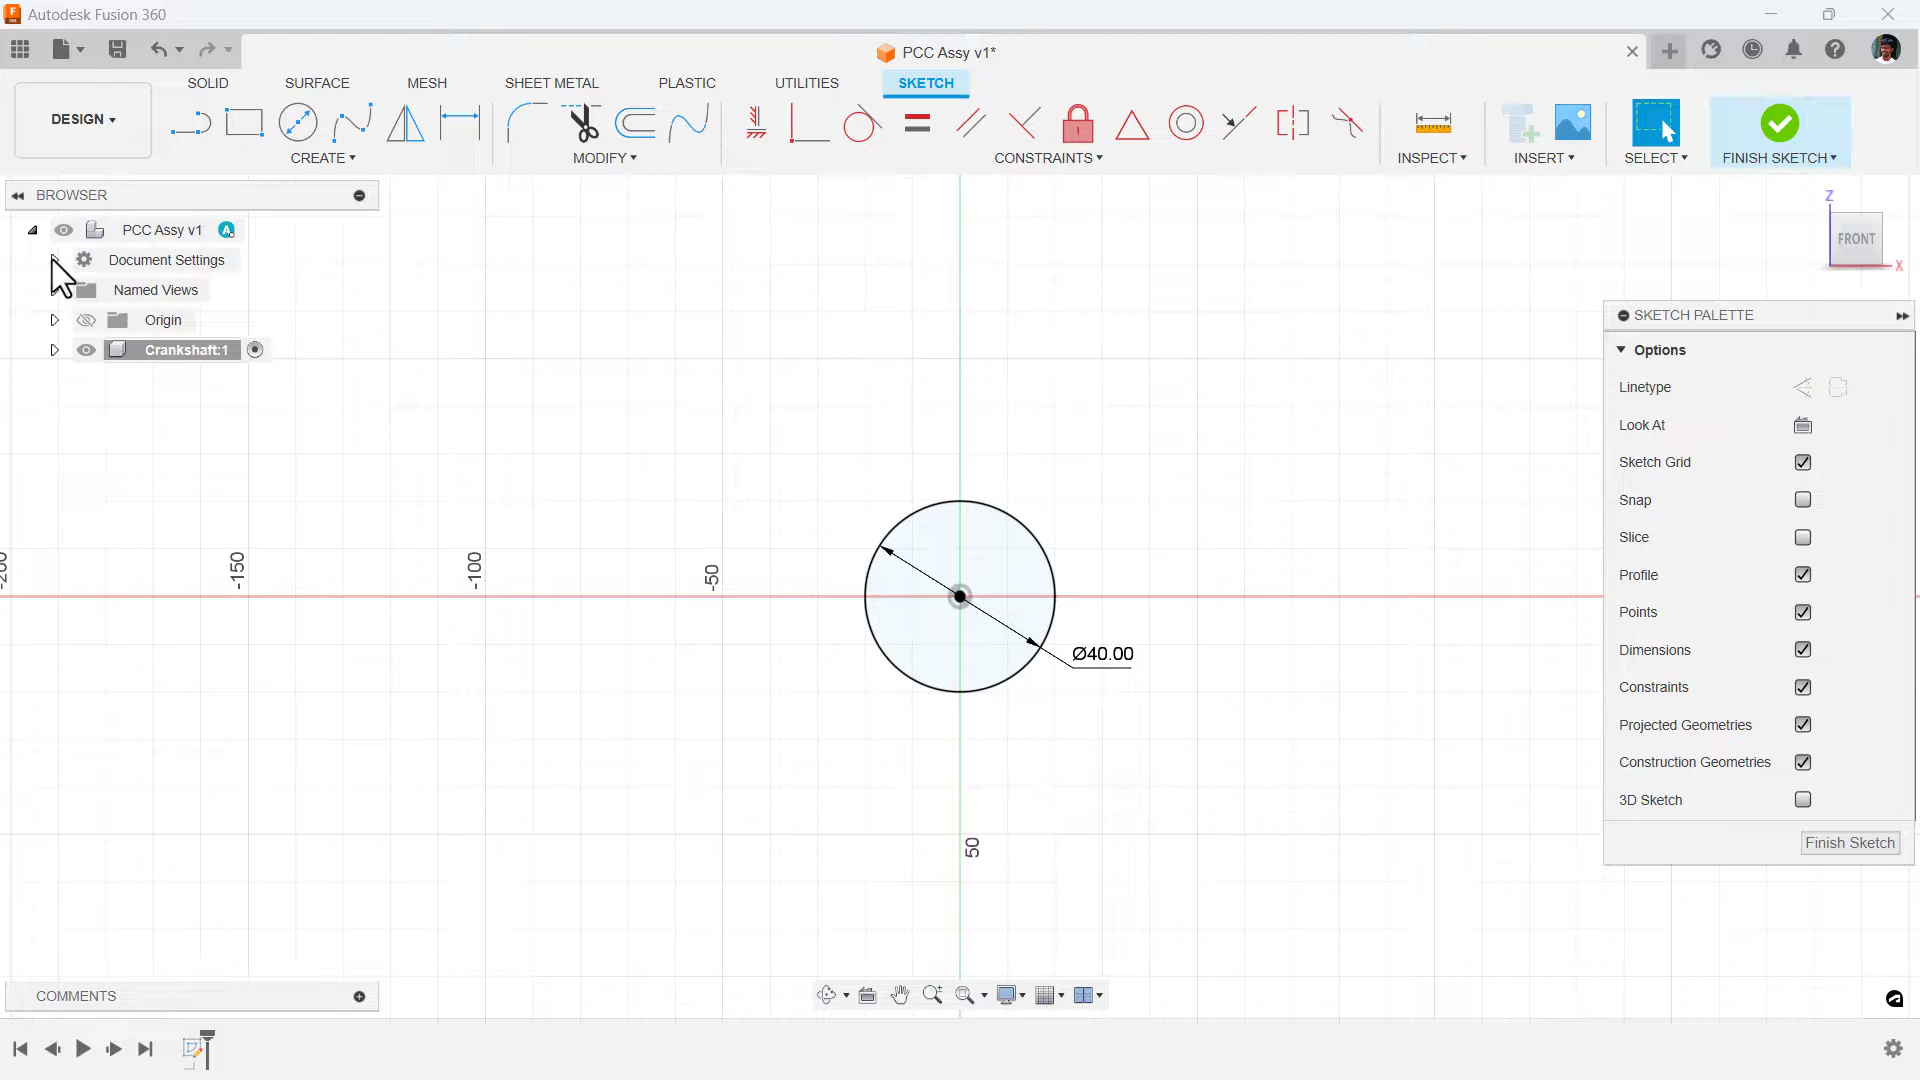 Autodesk Fusion 360
PCC Assy v1*
SOLID
SURFACE
MESH
SHEET METAL
PLASTIC
UTILITIES
SKETCH
DESIGN
CREATE
MODIFY
CONSTRAINTS
INSPECT
INSERT
SELECT
FINISH SKETCH
BROWSER
PCC Assy v1
Document Settings
Named Views
Origin
Crankshaft:1
Z
FRONT
X
SKETCH PALETTE
Options
Linetype
Look At
Sketch Grid
Snap
Slice
Profile
Points
Dimensions
Constraints
Projected Geometries
Construction Geometries
3D Sketch
Finish Sketch
-200
-150
-100
-50
Ø40.00
50
COMMENTS